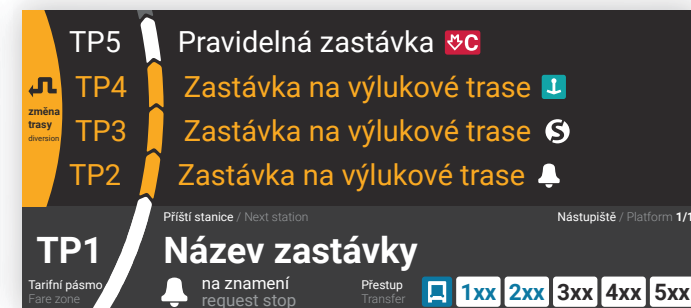 TP5 Pravidelná zastávka C
TP4 Zastávka na výlukové trase
změna
trasy
diversion
TP3 Zastávka na výlukové trase S
TP2 Zastávka na výlukové trase
Příští stanice / Next station Nástupiště / Platform 1/1
TP1 Název zastávky
Tarifní pásmo na znamení Přestup 1xx 2xx 3xx 4xx 5xx
Fare zone request stop Transfer